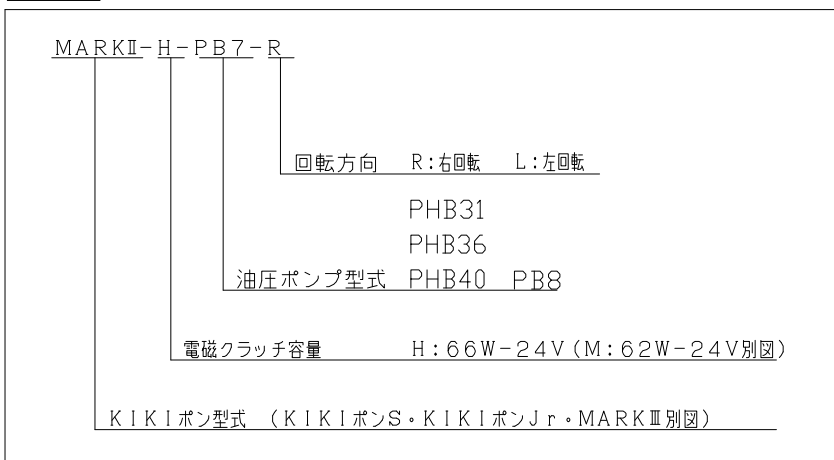 MARKⅡ-H-PB7-R
回転方向 R:右回転 L:左回転
PHB31
PHB36
油圧ポンプ型式 PHB40 PB8
電磁クラッチ容量 H:66W-24V(M:62W-24V別図)
KIKIポン型式 (KIKIポンS・KIKIポンJr・MARKⅢ別図)